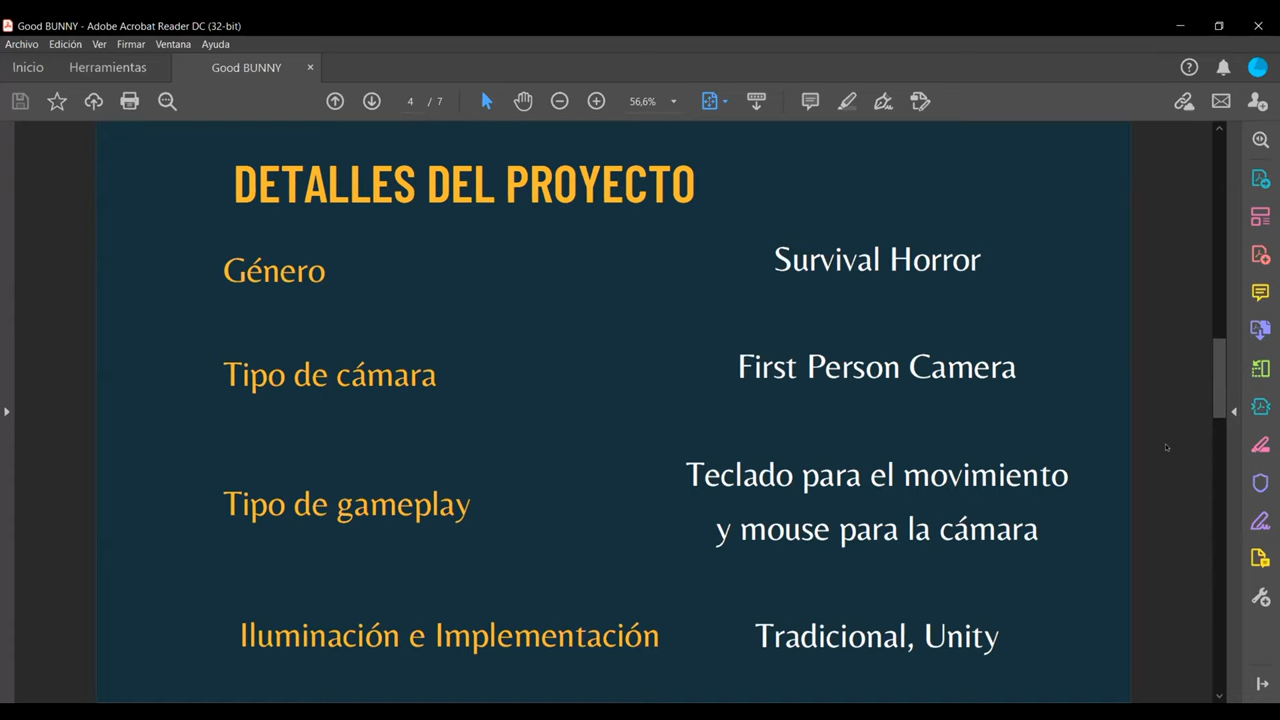 Good BUNNY - Adobe Acrobat Reader DC (32-bit)
Archivo Edición Ver Firmar Ventana Ayuda
Inicio Herramientas Good BUNNY ×
4 / 7 56,6%
DETALLES DEL PROYECTO
Género
Survival Horror
Tipo de cámara
First Person Camera
Tipo de gameplay
Teclado para el movimiento
y mouse para la cámara
Iluminación e Implementación
Tradicional, Unity